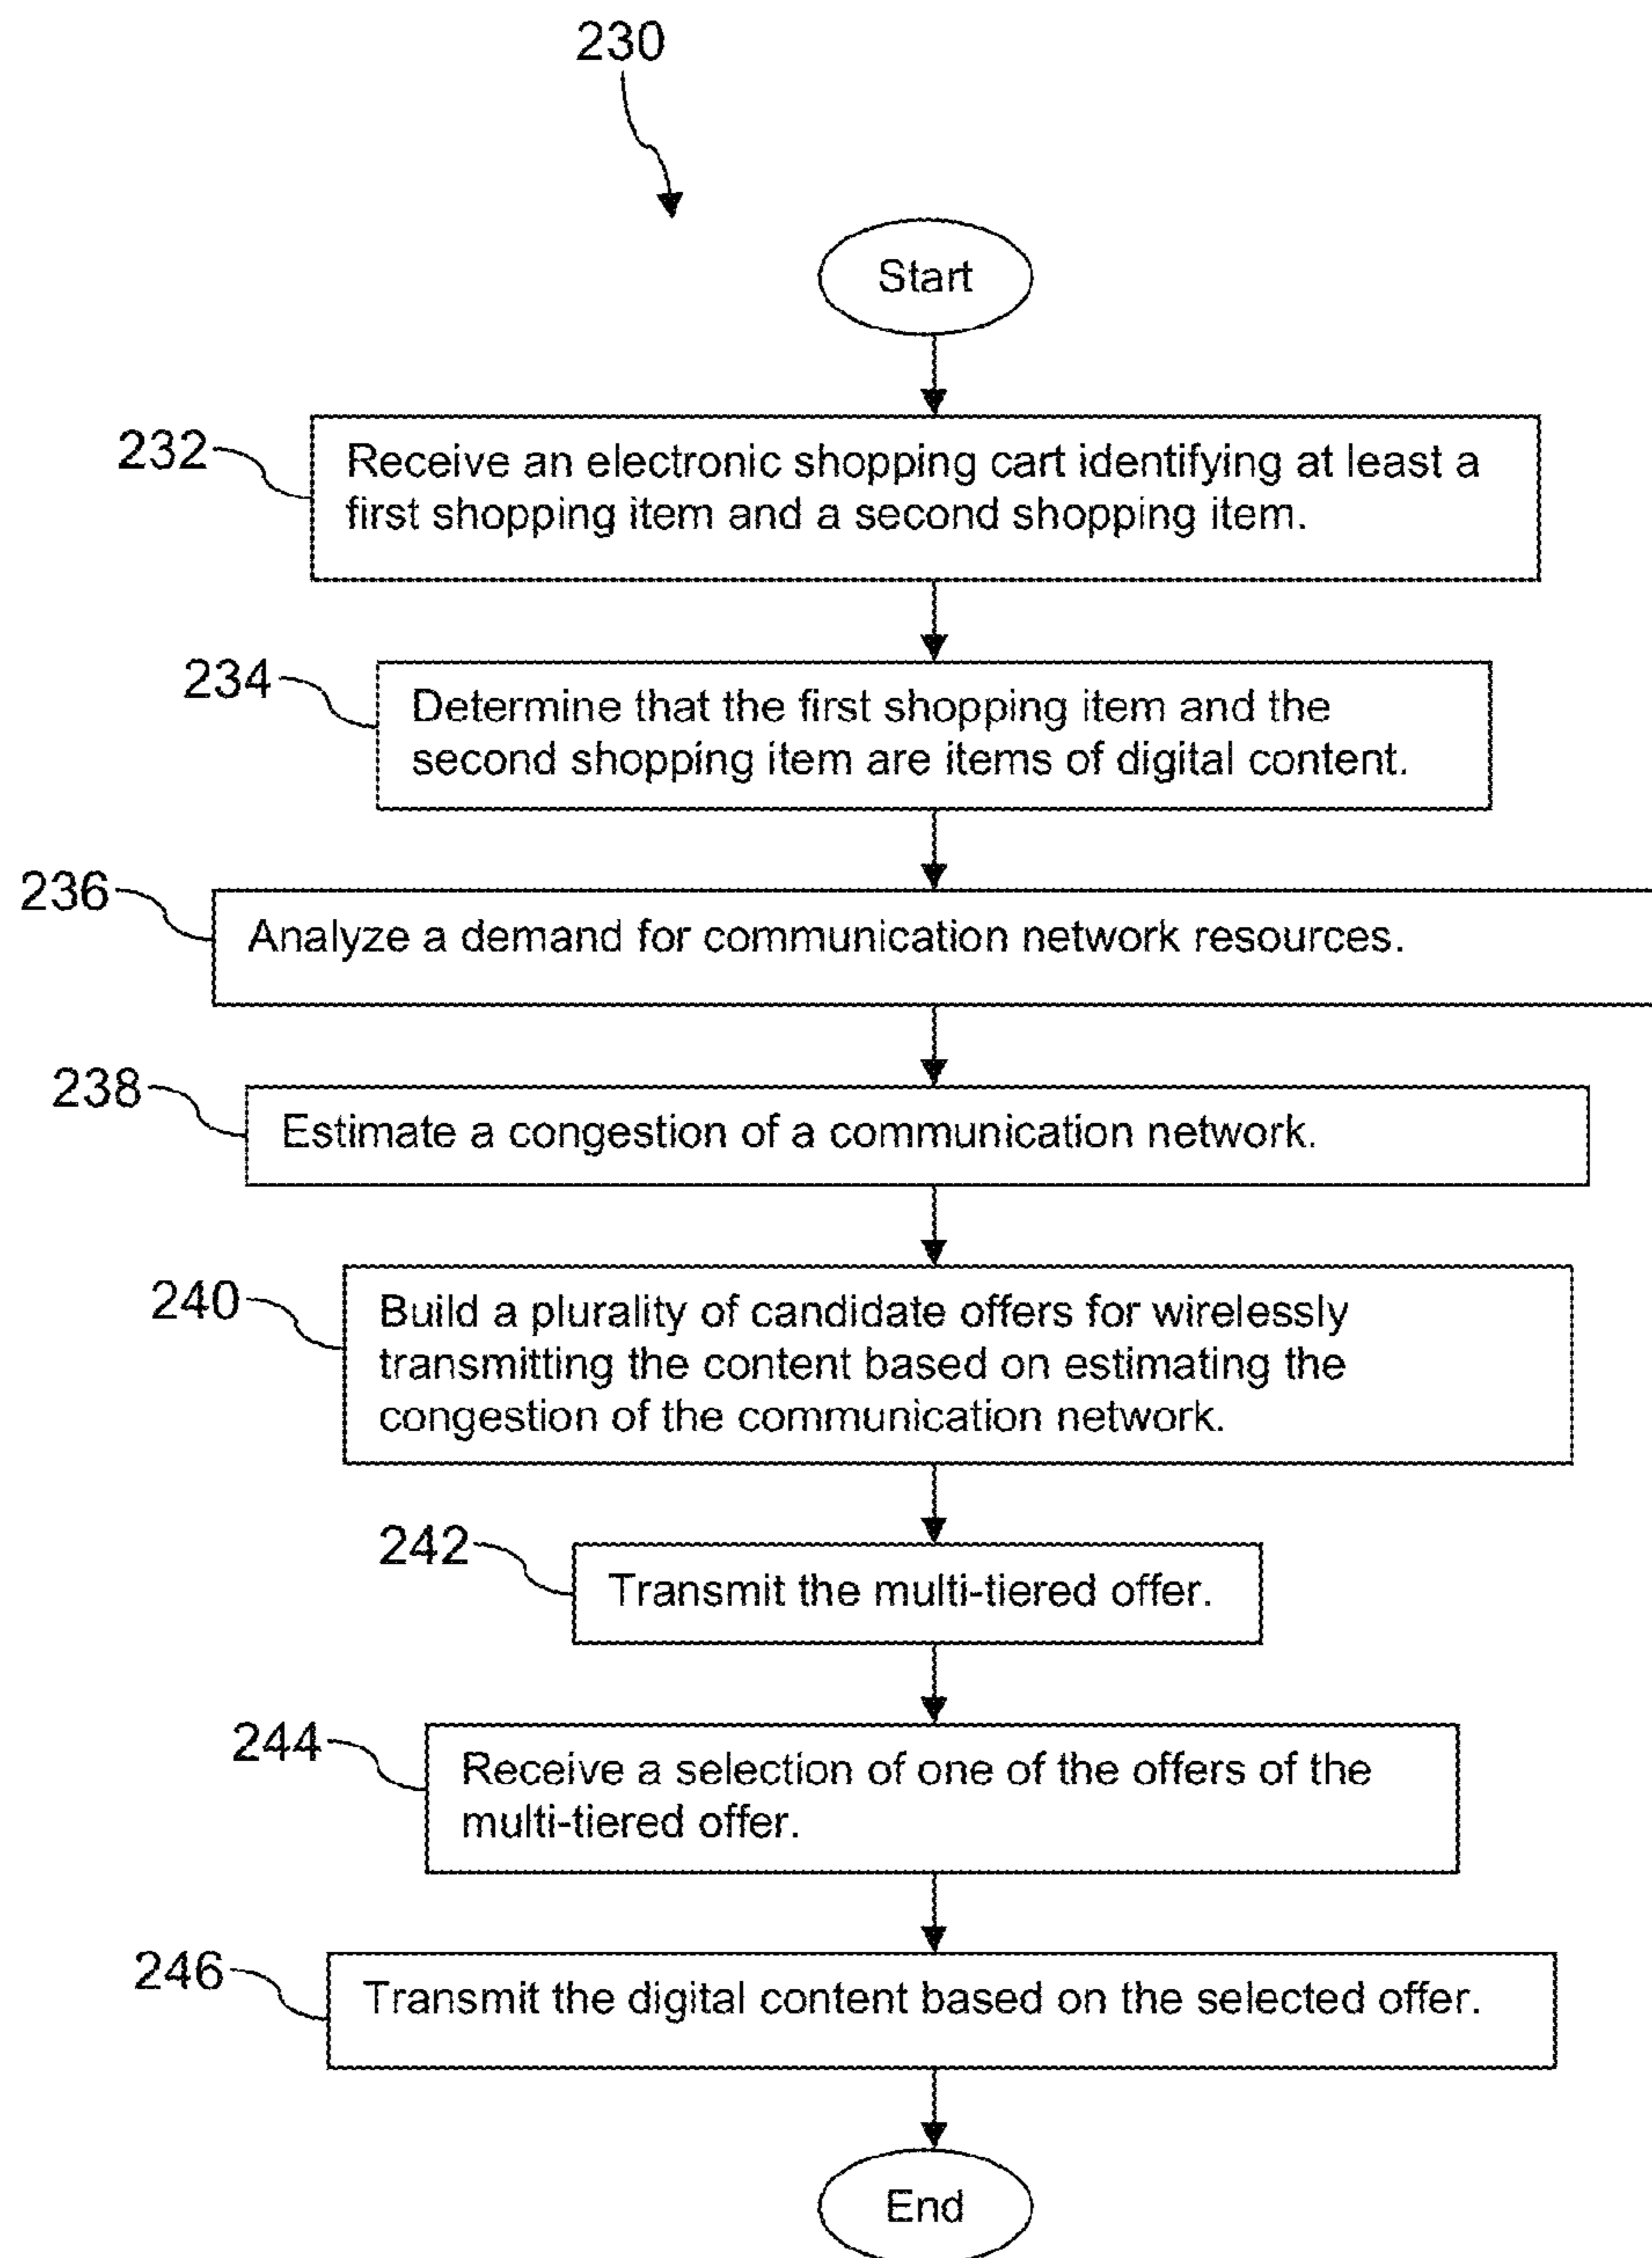 230
Start
232
Receive an electronic shopping cart identifying at least a
first shopping item and a second shopping item.
234
Determine that the first shopping item and the
second shopping item are items of digital content.
236
Analyze a demand for communication network resources.
238
Estimate a congestion of a communication network.
240
Build a plurality of candidate offers for wirelessly
transmitting the content based on estimating the
congestion of the communication network.
242
Transmit the multi-tiered offer.
244
Receive a selection of one of the offers of the
multi-tiered offer.
246
Transmit the digital content based on the selected offer.
End